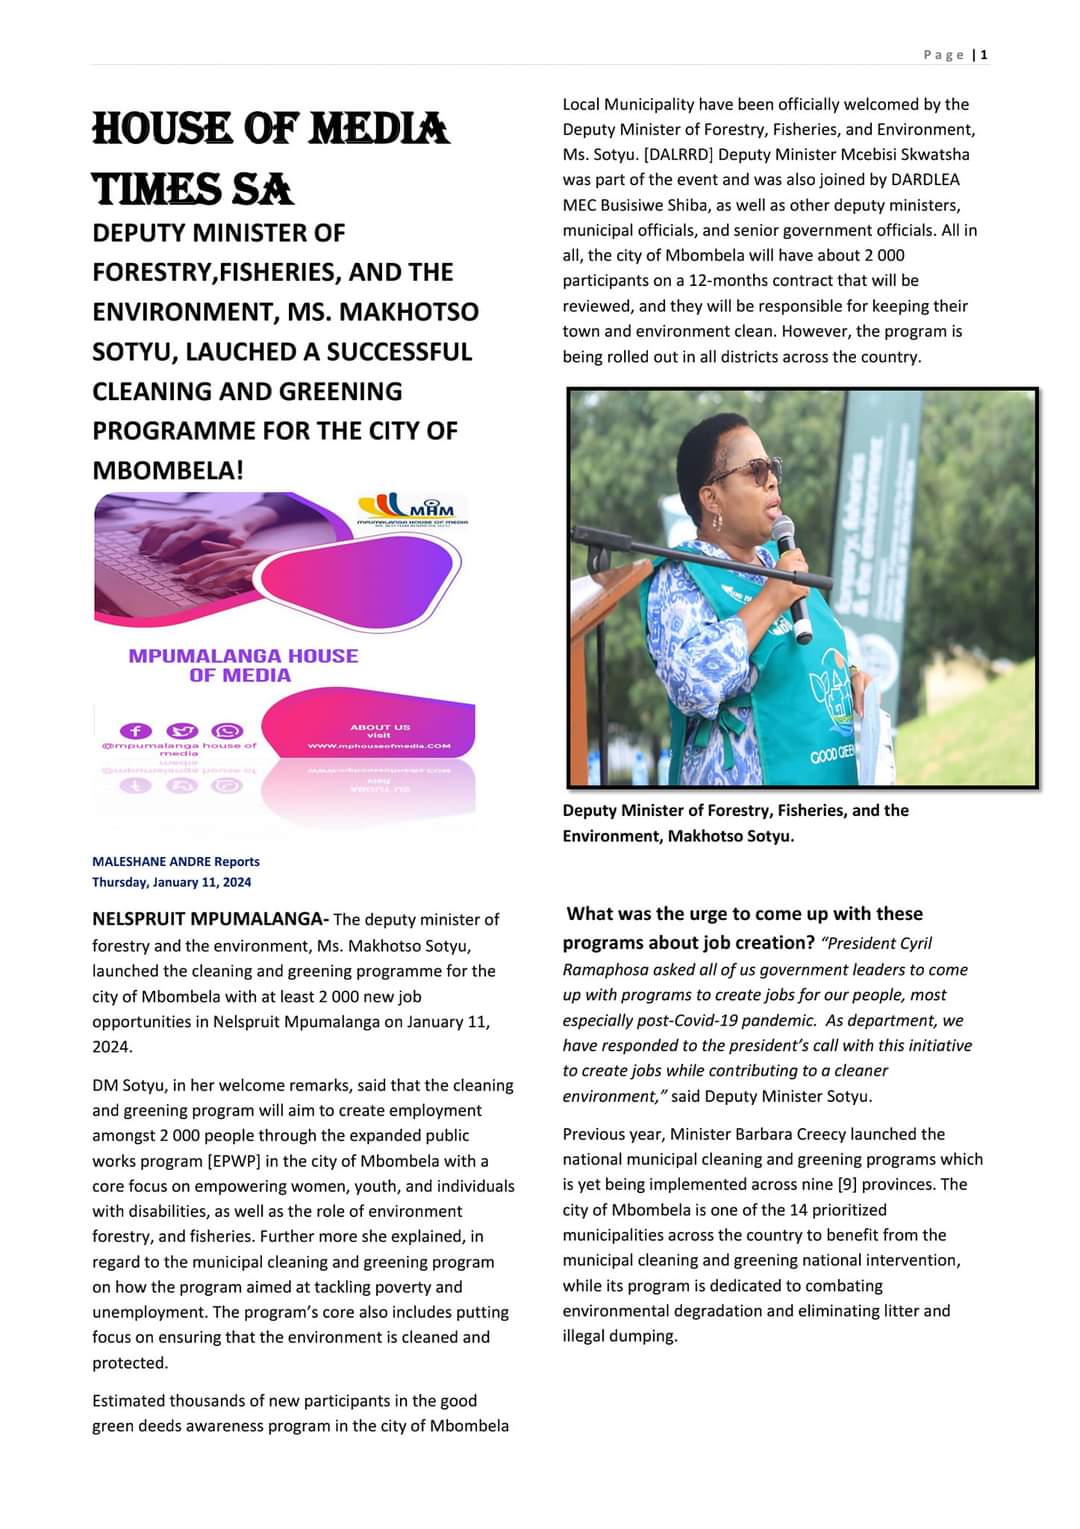 Page | 1
HOUSE OF MEDIA
TIMES SA
DEPUTY MINISTER OF
FORESTRY,FISHERIES, AND THE
ENVIRONMENT, MS. MAKHOTSO
SOTYU, LAUCHED A SUCCESSFUL
CLEANING AND GREENING
PROGRAMME FOR THE CITY OF
MBOMBELA!
MHM
MPUMALANGA HOUSE OF MEDIA
MPUMALANGA HOUSE
OF MEDIA
@mpumalanga house of
media
ABOUT US
visit
WWW.mphouseofmedia.COM
MALESHANE ANDRE Reports
Thursday, January 11, 2024
NELSPRUIT MPUMALANGA- The deputy minister of
forestry and the environment, Ms. Makhotso Sotyu,
launched the cleaning and greening programme for the
city of Mbombela with at least 2 000 new job
opportunities in Nelspruit Mpumalanga on January 11,
2024.
DM Sotyu, in her welcome remarks, said that the cleaning
and greening program will aim to create employment
amongst 2 000 people through the expanded public
works program [EPWP] in the city of Mbombela with a
core focus on empowering women, youth, and individuals
with disabilities, as well as the role of environment
forestry, and fisheries. Further more she explained, in
regard to the municipal cleaning and greening program
on how the program aimed at tackling poverty and
unemployment. The program's core also includes putting
focus on ensuring that the environment is cleaned and
protected.
Estimated thousands of new participants in the good
green deeds awareness program in the city of Mbombela
Local Municipality have been officially welcomed by the
Deputy Minister of Forestry, Fisheries, and Environment,
Ms. Sotyu. [DALRRD] Deputy Minister Mcebisi Skwatsha
was part of the event and was also joined by DARDLEA
MEC Busisiwe Shiba, as well as other deputy ministers,
municipal officials, and senior government officials. All in
all, the city of Mbombela will have about 2 000
participants on a 12-months contract that will be
reviewed, and they will be responsible for keeping their
town and environment clean. However, the program is
being rolled out in all districts across the country.
GOOD GREEN
Deputy Minister of Forestry, Fisheries, and the
Environment, Makhotso Sotyu.
What was the urge to come up with these
programs about job creation? “President Cyril
Ramaphosa asked all of us government leaders to come
up with programs to create jobs for our people, most
especially post-Covid-19 pandemic.  As department, we
have responded to the president's call with this initiative
to create jobs while contributing to a cleaner
environment,” said Deputy Minister Sotyu.
Previous year, Minister Barbara Creecy launched the
national municipal cleaning and greening programs which
is yet being implemented across nine [9] provinces. The
city of Mbombela is one of the 14 prioritized
municipalities across the country to benefit from the
municipal cleaning and greening national intervention,
while its program is dedicated to combating
environmental degradation and eliminating litter and
illegal dumping.